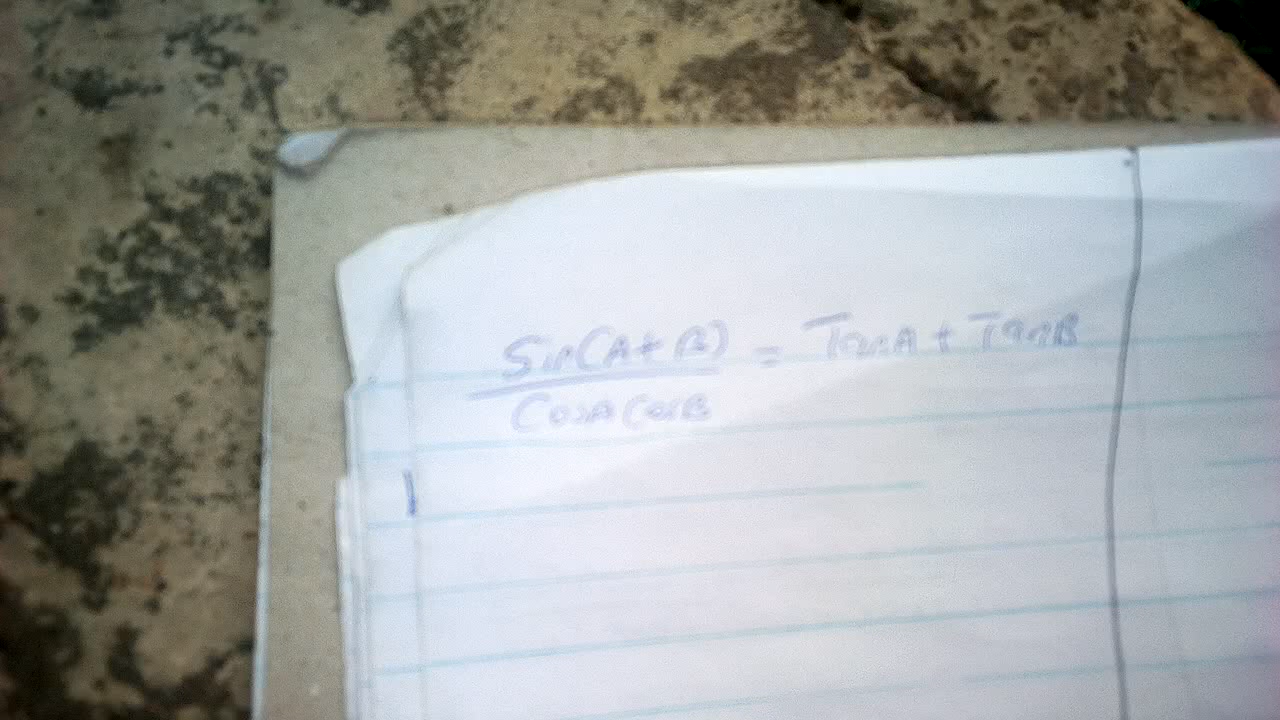 Sin(A+B) = TanA + TanB
CosA CosB